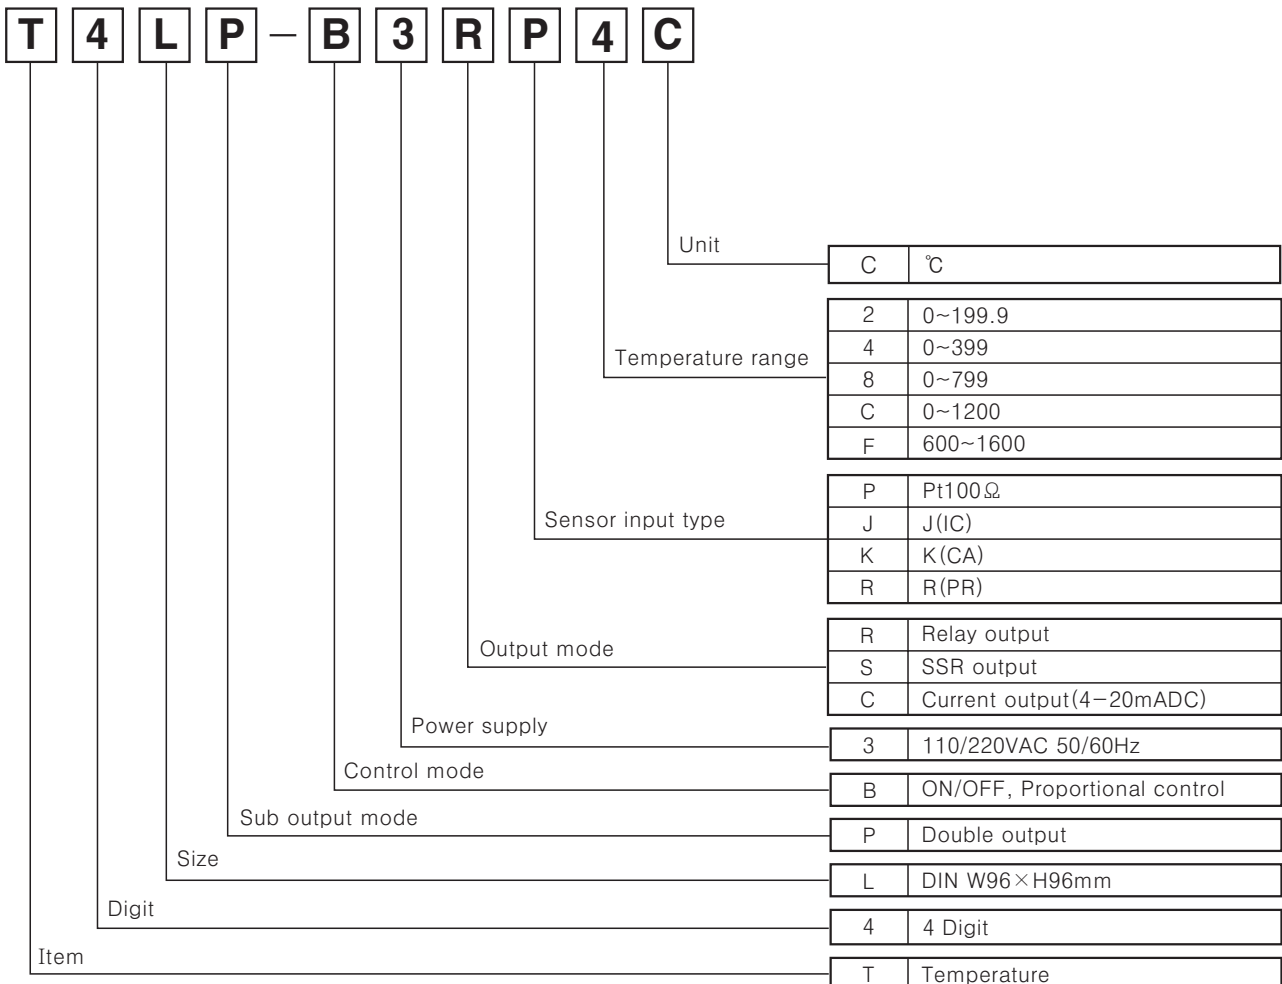 T 4 L P - B 3 R P 4 C
Unit
C ℃
2 0~199.9
Temperature range
4 0~399
8 0~799
C 0~1200
F 600~1600
P Pt100Ω
Sensor input type
J J(IC)
K K(CA)
R R(PR)
R Relay output
Output mode
S SSR output
C Current output(4-20mADC)
Power supply
3 110/220VAC 50/60Hz
Control mode
B ON/OFF, Proportional control
Sub output mode
P Double output
Size
L DIN W96×H96mm
Digit
4 4 Digit
Item
T Temperature